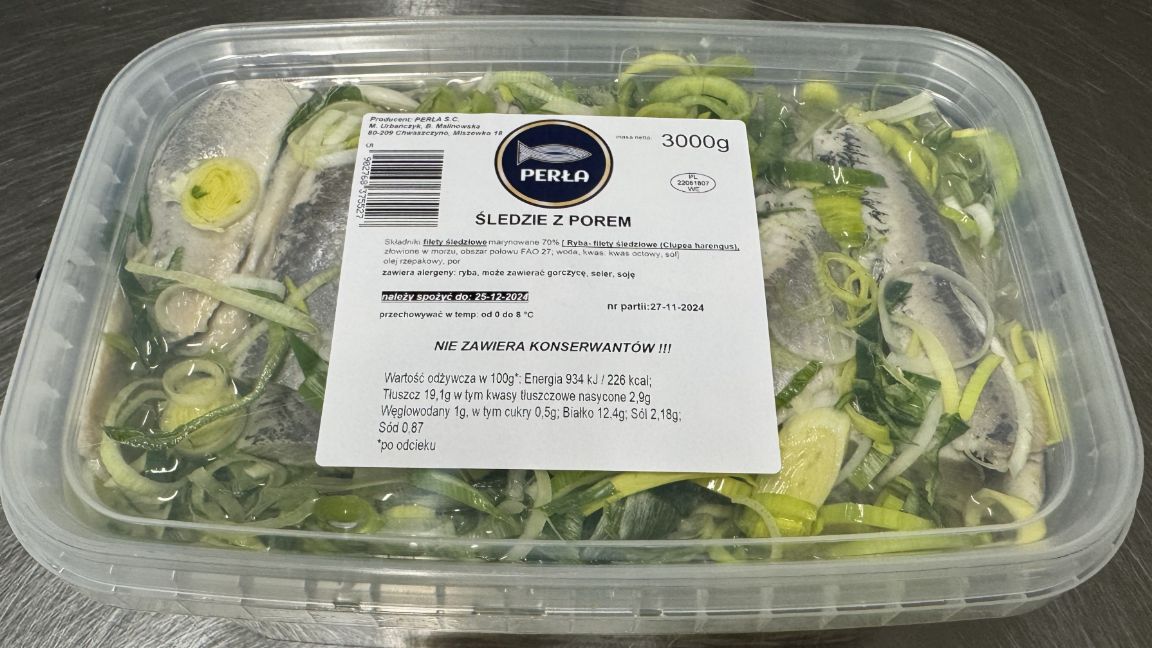 Producent: PERŁA S.C.
M. Urbańczyk, B. Malinowska
80-209 Chwaszczyno, Miszewka 18
5 902768 375527
PERŁA
masa netto: 3000g
PL
22061807
WE
ŚLEDZIE Z POREM
Składniki: filety śledziowe marynowane 70% [ Ryba- filety śledziowe (Clupea harengus),
złowione w morzu, obszar połowu FAO 27; woda, kwas: kwas octowy, sól]
olej rzepakowy, por
zawiera alergeny: ryba, może zawierać gorczycę, seler, soję
należy spożyć do: 25-12-2024
nr partii:27-11-2024
przechowywać w temp: od 0 do 8 °C
NIE ZAWIERA KONSERWANTÓW !!!
Wartość odżywcza w 100g*: Energia 934 kJ / 226 kcal;
Tłuszcz 19,1g w tym kwasy tłuszczowe nasycone 2,9g
Węglowodany 1g, w tym cukry 0,5g; Białko 12,4g; Sól 2,18g;
Sód 0,87
*po odcieku